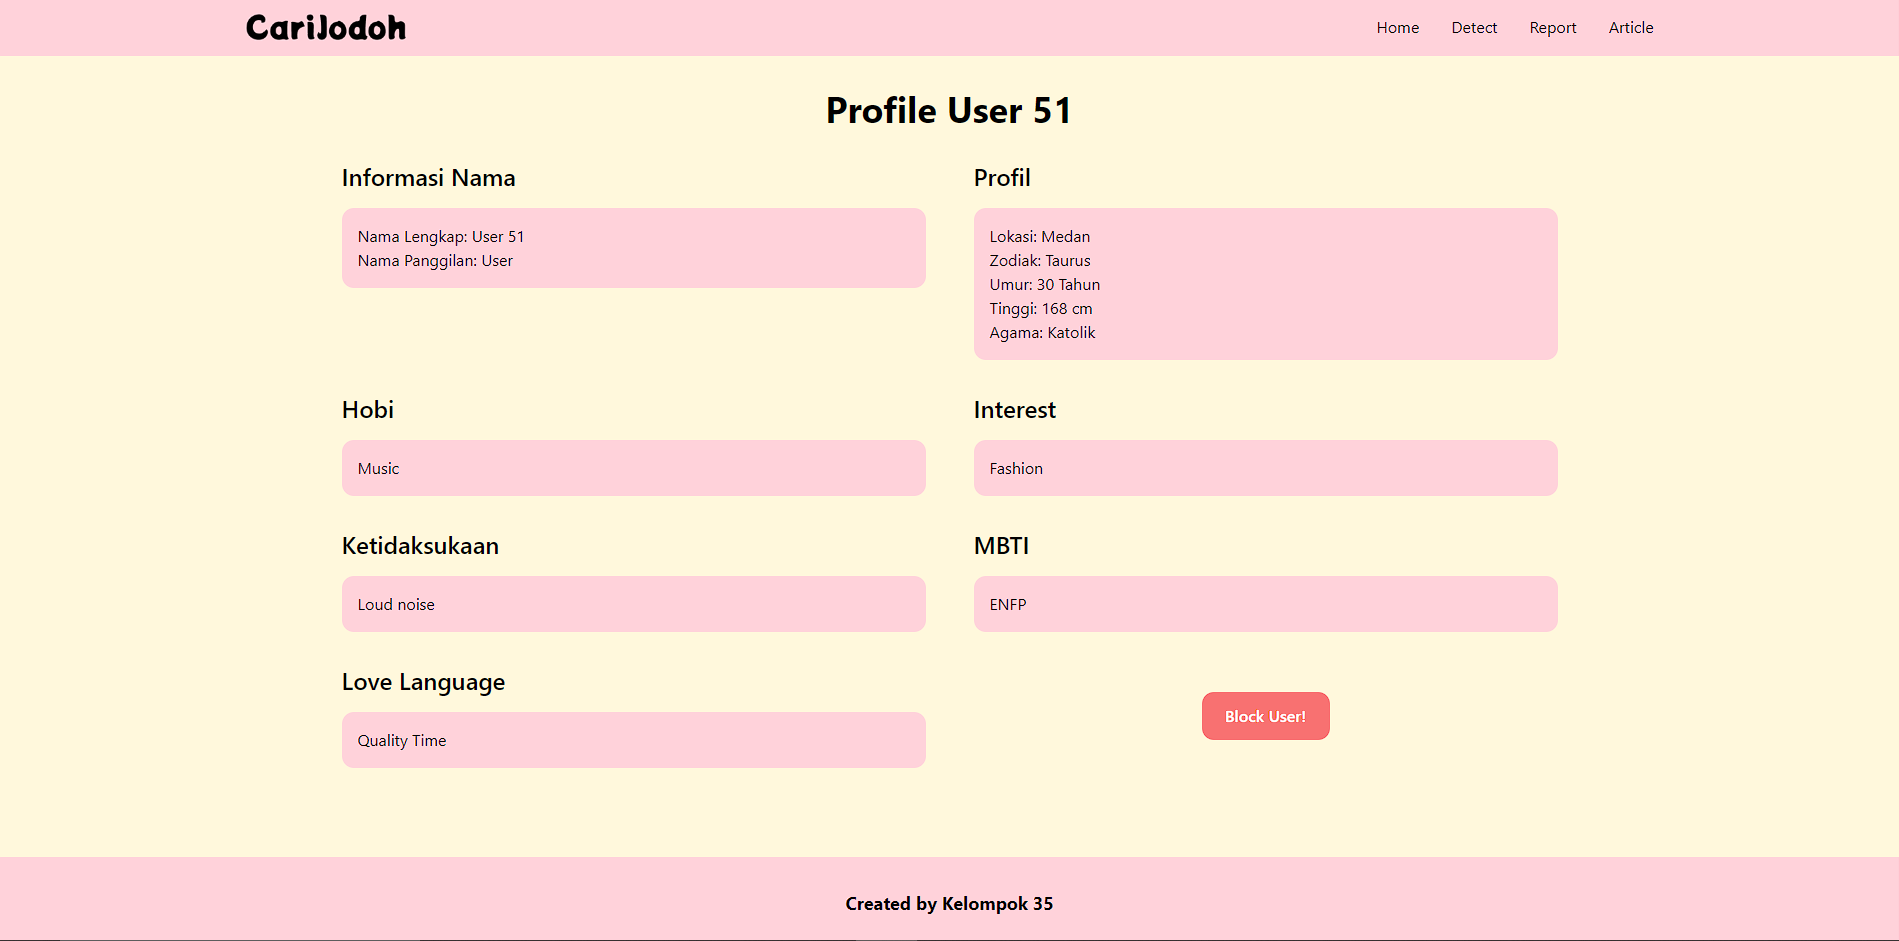 CariJodoh
Home Detect Report Article
Profile User 51
Informasi Nama
Nama Lengkap: User 51
Nama Panggilan: User
Profil
Lokasi: Medan
Zodiak: Taurus
Umur: 30 Tahun
Tinggi: 168 cm
Agama: Katolik
Hobi
Music
Interest
Fashion
Ketidaksukaan
Loud noise
MBTI
ENFP
Love Language
Quality Time
Block User!
Created by Kelompok 35